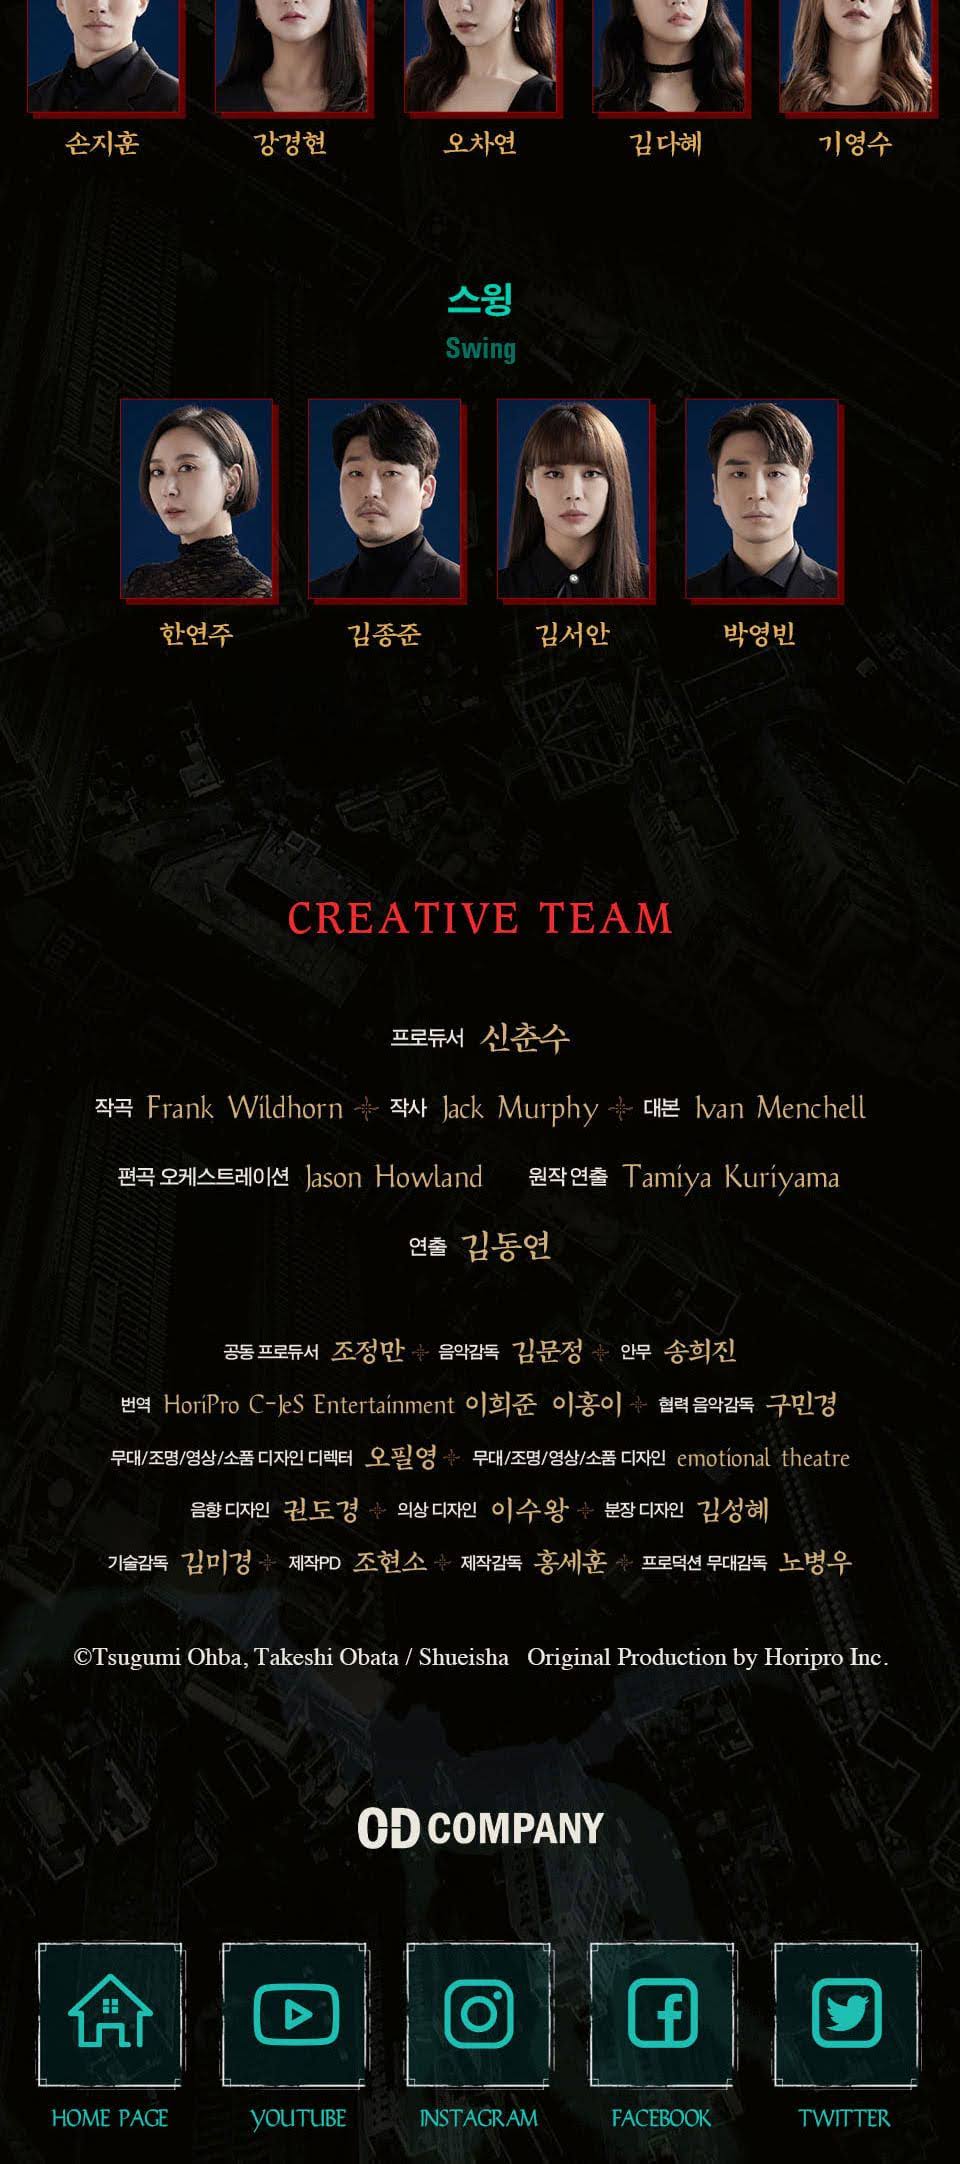 손지훈 강경현 오차연 김다혜 기영수
스윙
Swing
한연주 김종준 김서안 박영빈
CREATIVE TEAM
프로듀서 신춘수
작곡 Frank Wildhorn 작사 Jack Murphy 대본 Ivan Menchell
편곡 오케스트레이션 Jason Howland 원작 연출 Tamiya Kuriyama
연출 김동연
공동 프로듀서 조정만 음악감독 김문정 안무 송희진
번역 HoriPro C-JeS Entertainment 이희준 이홍이 협력 음악감독 구민경
무대/조명/영상/소품 디자인 디렉터 오필영 무대/조명/영상/소품 디자인 emotional theatre
음향 디자인 권도경 의상 디자인 이수왕 분장 디자인 김성혜
기술감독 김미경 제작PD 조현소 제작감독 홍세훈 프로덕션 무대감독 노병우
©Tsugumi Ohba, Takeshi Obata / Shueisha Original Production by Horipro Inc.
OD COMPANY
HOME PAGE YOUTUBE INSTAGRAM FACEBOOK TWITTER